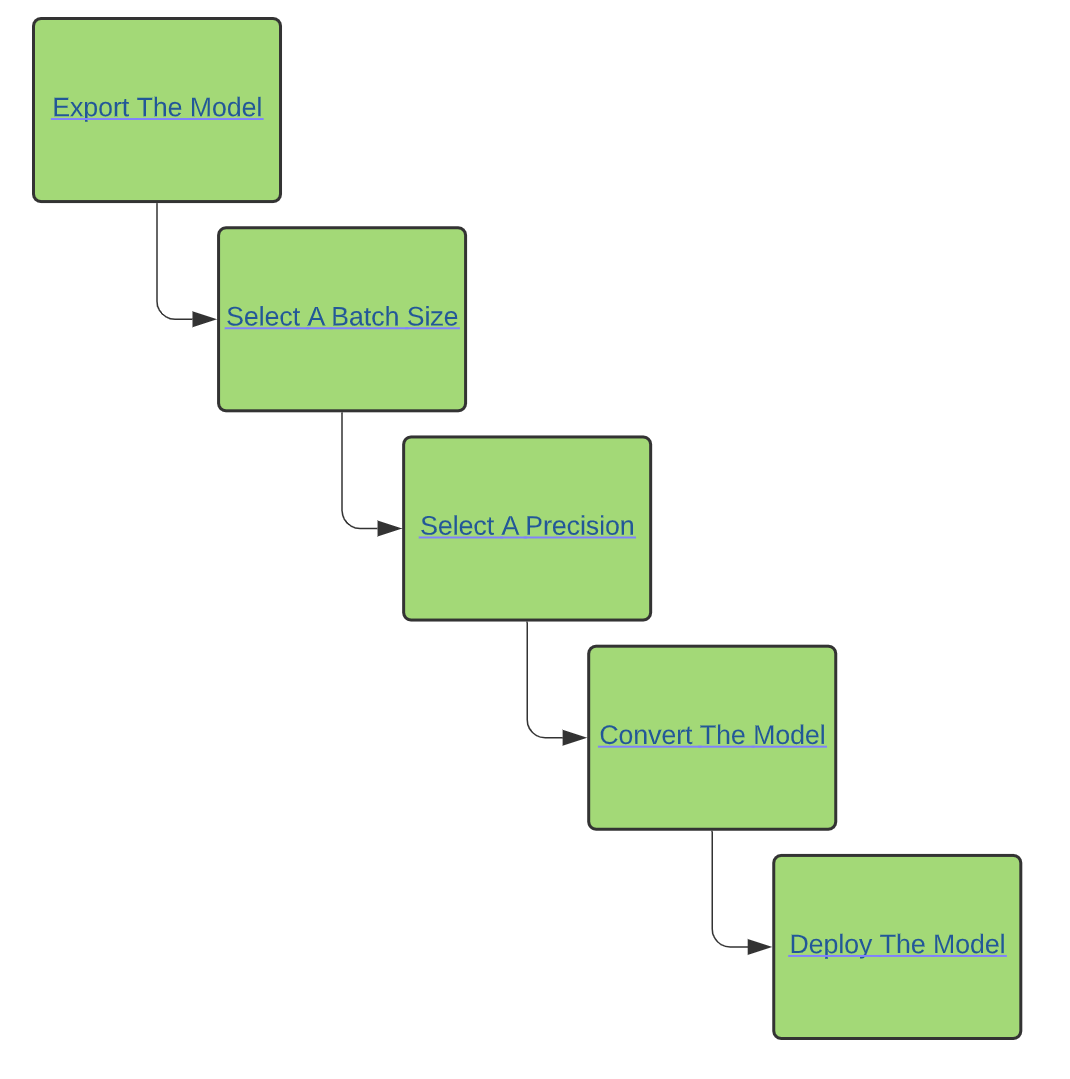 Export The Model
Select A Batch Size
Select A Precision
Convert The Model
Deploy The Model